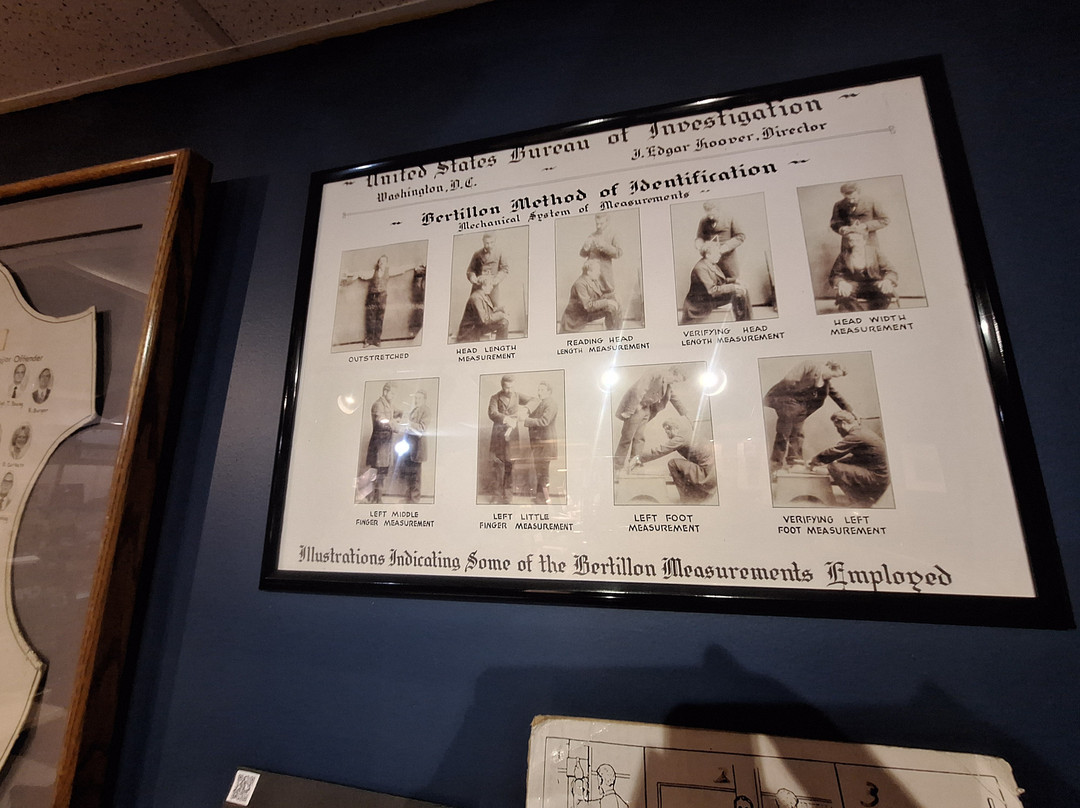 United States Bureau of Investigation
Washington, D.C.
J. Edgar Hoover, Director
Bertillon Method of Identification
Mechanical System of Measurements
OUTSTRETCHED
HEAD LENGTH
MEASUREMENT
READING HEAD
LENGTH MEASUREMENT
VERIFYING HEAD
LENGTH MEASUREMENT
HEAD WIDTH
MEASUREMENT
LEFT MIDDLE
FINGER MEASUREMENT
LEFT LITTLE
FINGER MEASUREMENT
LEFT FOOT
MEASUREMENT
VERIFYING LEFT
FOOT MEASUREMENT
Illustrations Indicating Some of the Bertillon Measurements Employed
Offender
3